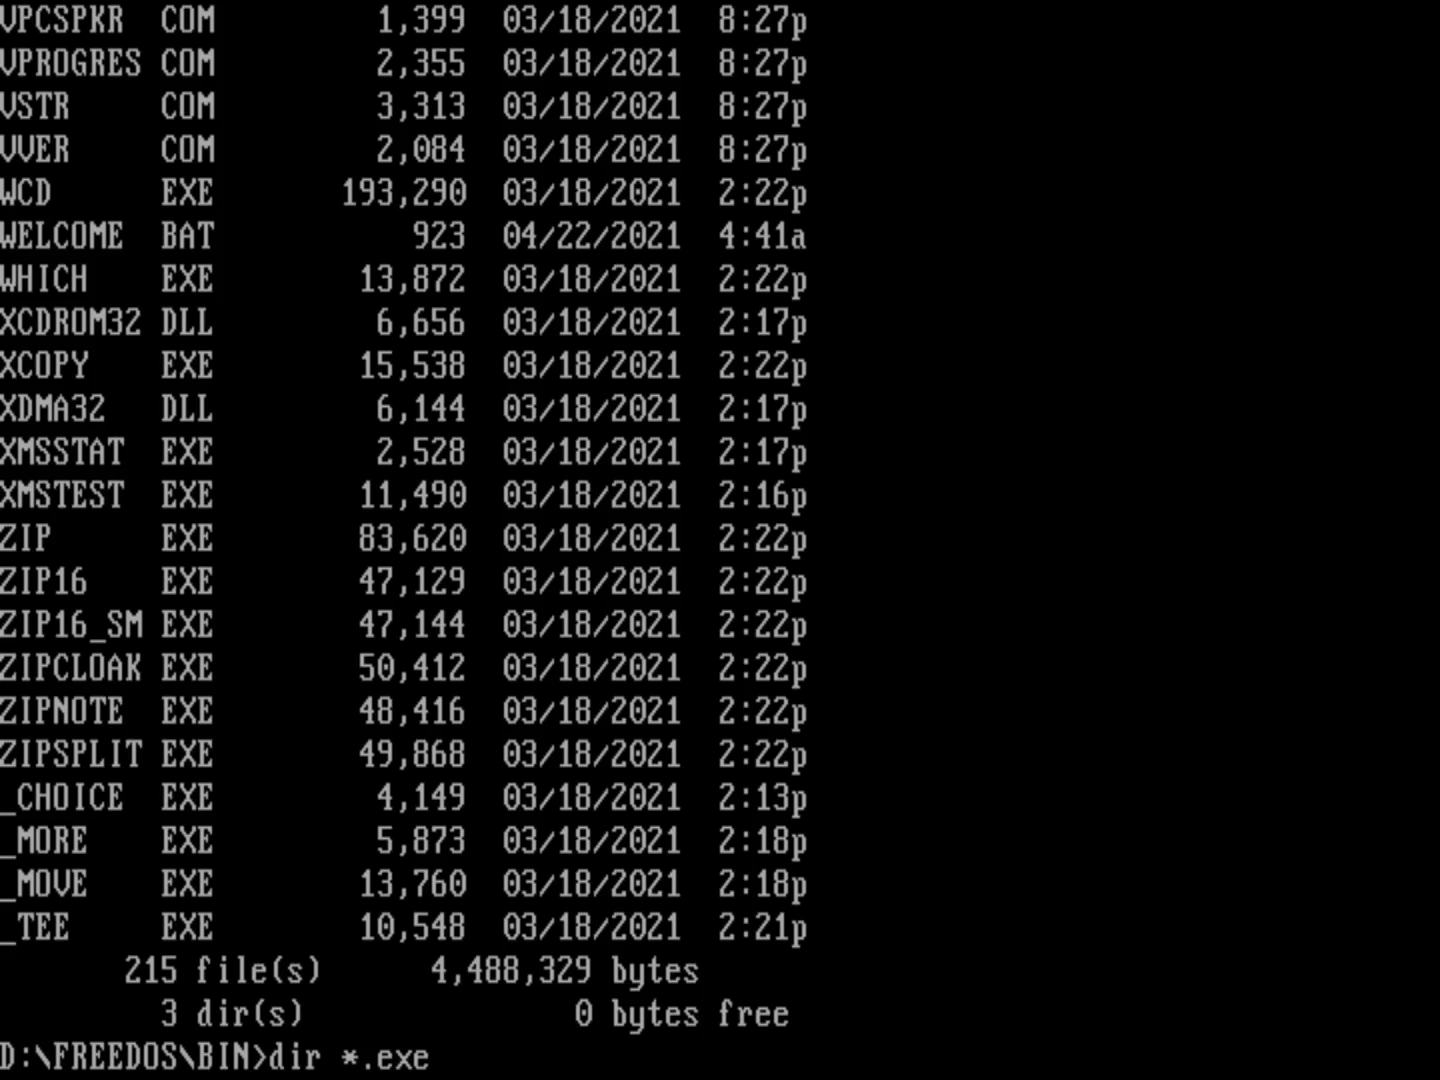 VPCSPKR  COM         1,399  03/18/2021  8:27p
VPROGRES COM         2,355  03/18/2021  8:27p
VSTR     COM         3,313  03/18/2021  8:27p
VVER     COM         2,084  03/18/2021  8:27p
WCD      EXE       193,290  03/18/2021  2:22p
WELCOME  BAT           923  04/22/2021  4:41a
WHICH    EXE        13,872  03/18/2021  2:22p
XCDROM32 DLL         6,656  03/18/2021  2:17p
XCOPY    EXE        15,538  03/18/2021  2:22p
XDMA32   DLL         6,144  03/18/2021  2:17p
XMSSTAT  EXE         2,528  03/18/2021  2:17p
XMSTEST  EXE        11,490  03/18/2021  2:16p
ZIP      EXE        83,620  03/18/2021  2:22p
ZIP16    EXE        47,129  03/18/2021  2:22p
ZIP16_SM EXE        47,144  03/18/2021  2:22p
ZIPCLOAK EXE        50,412  03/18/2021  2:22p
ZIPNOTE  EXE        48,416  03/18/2021  2:22p
ZIPSPLIT EXE        49,868  03/18/2021  2:22p
_CHOICE  EXE         4,149  03/18/2021  2:13p
_MORE    EXE         5,873  03/18/2021  2:18p
_MOVE    EXE        13,760  03/18/2021  2:18p
_TEE     EXE        10,548  03/18/2021  2:21p
       215 file(s)      4,488,329 bytes
         3 dir(s)               0 bytes free
D:\FREEDOS\BIN>dir *.exe